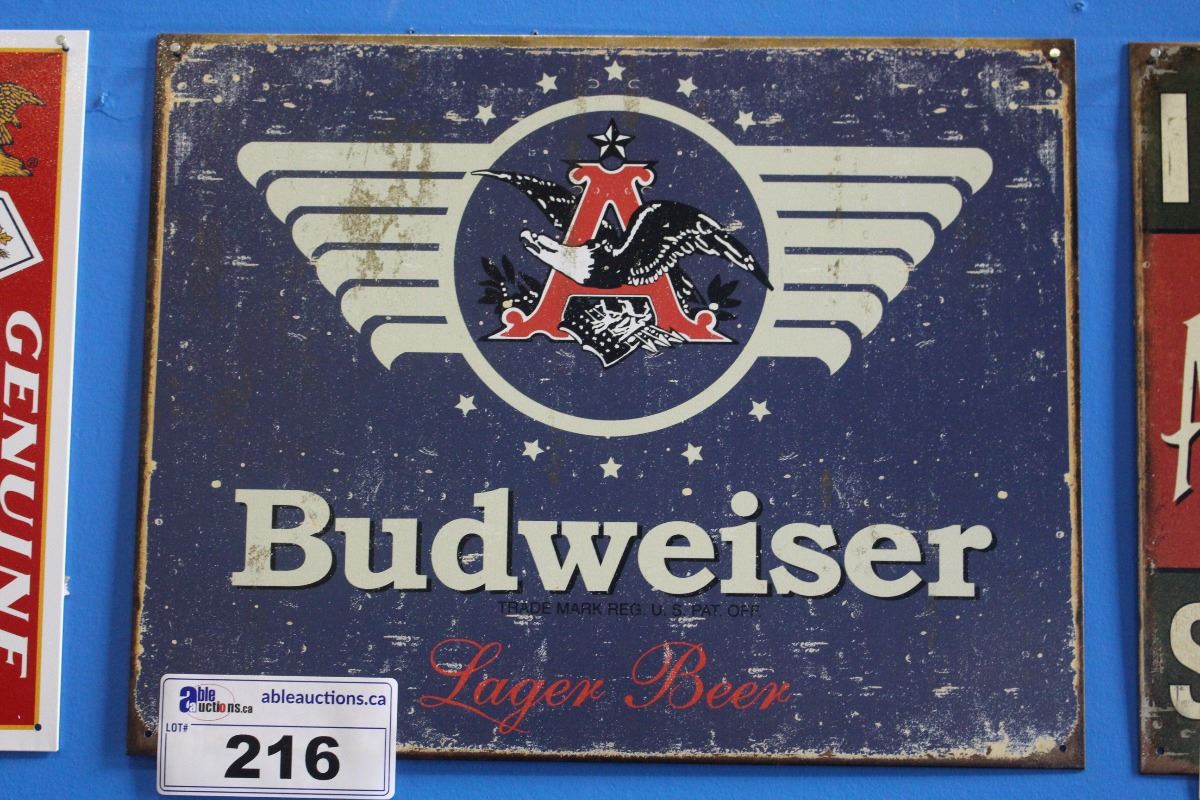 GENUINE
A
Budweiser
TRADE MARK REG. U. S. PAT. OFF.
Lager Beer
able auctions.ca
ableauctions.ca
LOT#
216